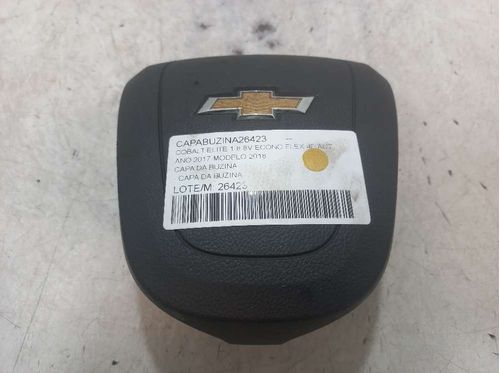 CAPABUZINA26423 --
COBALT ELITE 1.8 8V ECONO.FLEX 4P AUT
ANO 2017 MODELO 2018
CAPA DA BUZINA
CAPA DA BUZINA
LOTE/M 26423